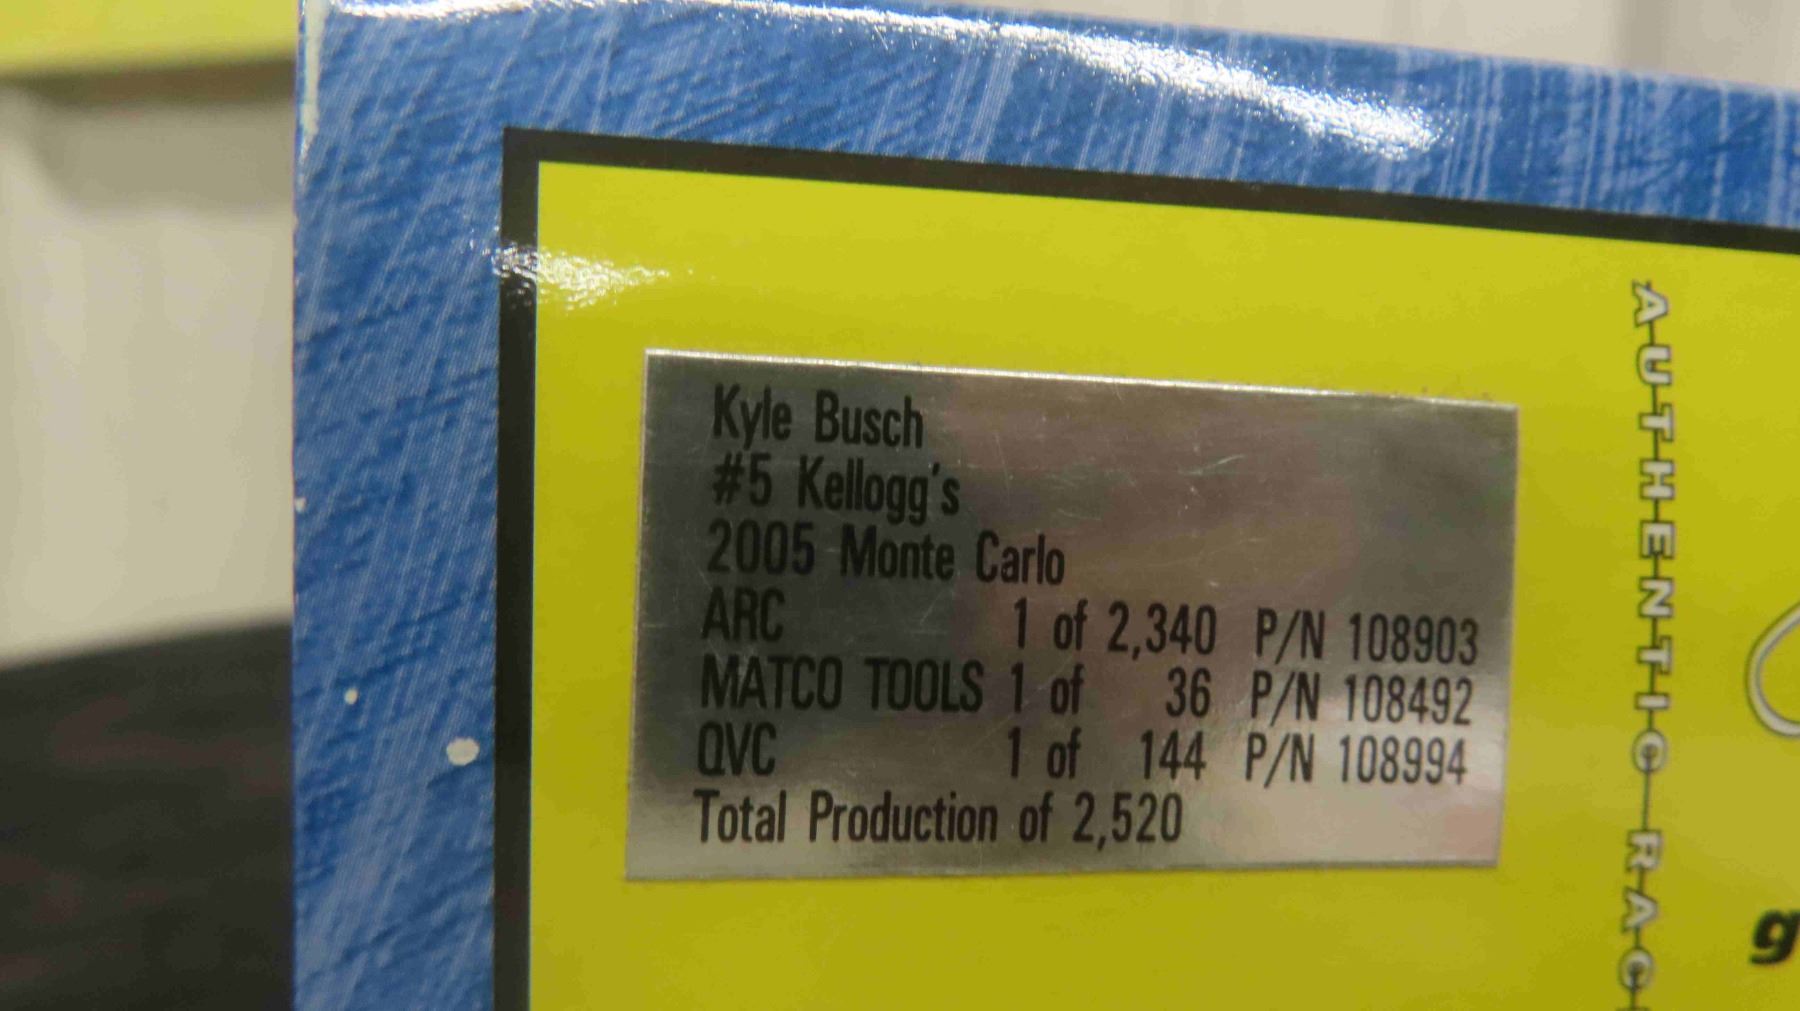 Kyle Busch
#5 Kellogg's
2005 Monte Carlo
ARC 1 of 2,340 P/N 108903
MATCO TOOLS 1 of 36 P/N 108492
QVC 1 of 144 P/N 108994
Total Production of 2,520
AUTHENTIC RAC
g